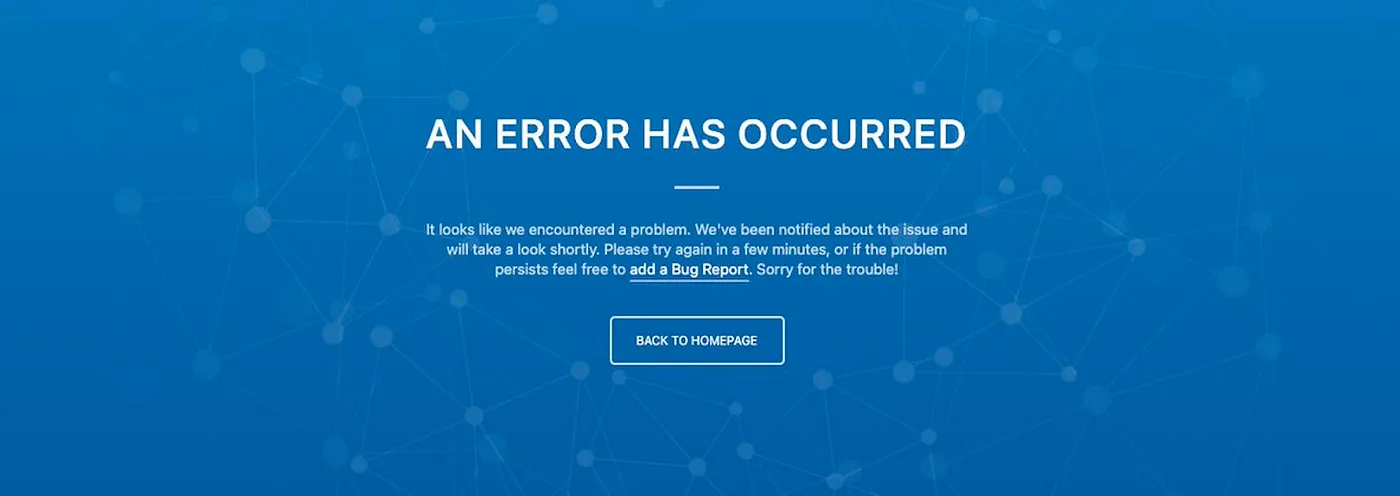 AN ERROR HAS OCCURRED
It looks like we encountered a problem. We've been notified about the issue and
will take a look shortly. Please try again in a few minutes, or if the problem
persists feel free to add a Bug Report. Sorry for the trouble!
BACK TO HOMEPAGE